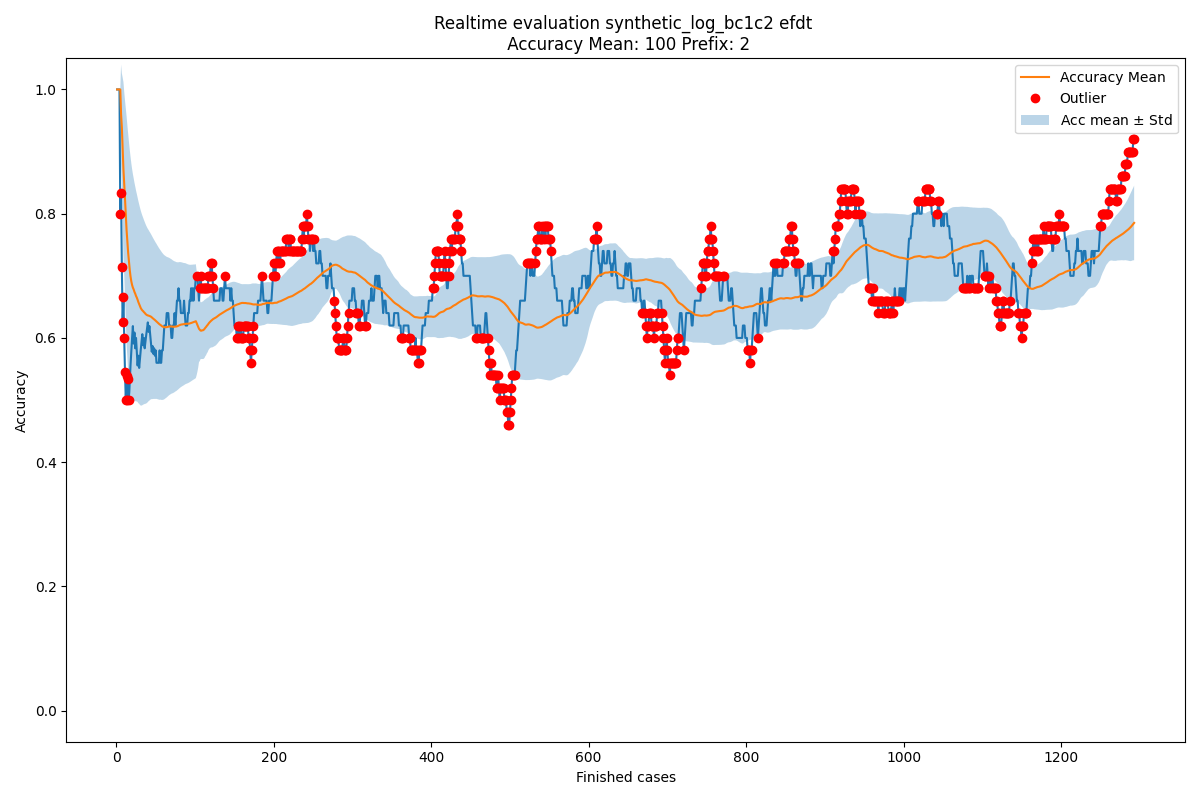 Realtime evaluation synthetic_log_bc1c2 efdt
Accuracy Mean: 100 Prefix: 2
Accuracy Mean
Outlier
Acc mean ± Std
1.0
0.8
0.6
0.4
0.2
0.0
Accuracy
0
200
400
600
800
1000
1200
Finished cases